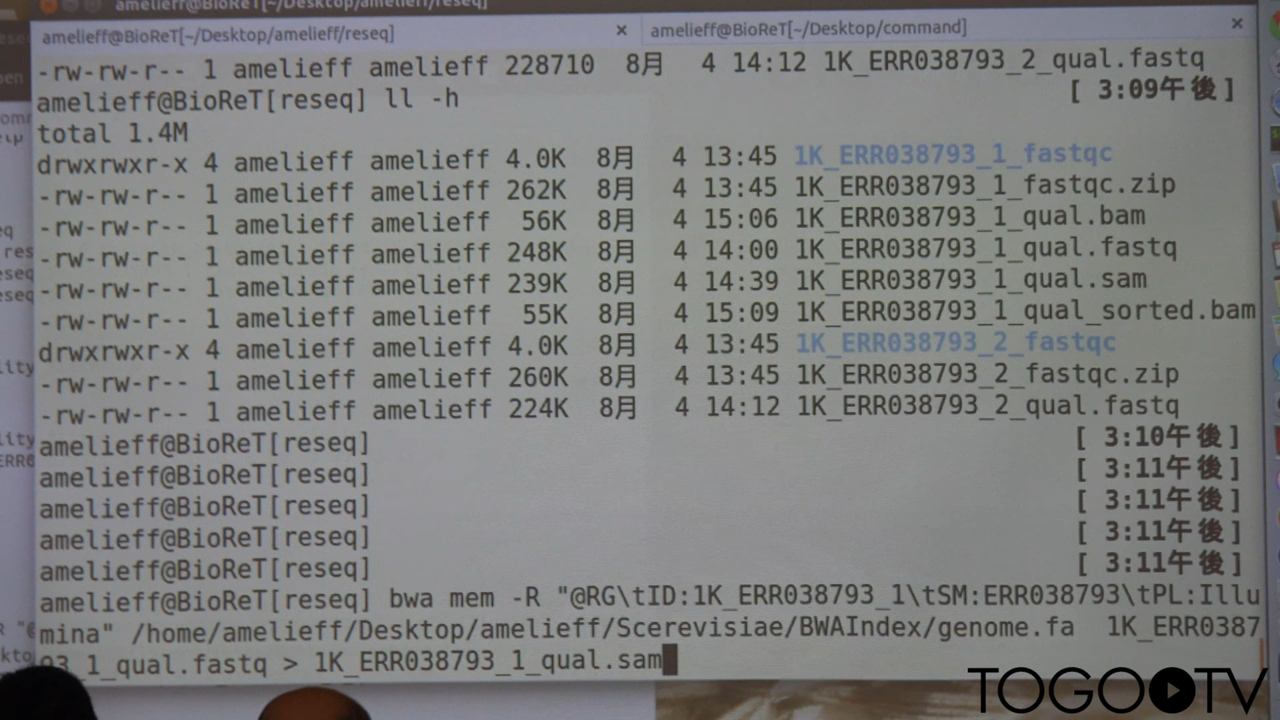 amelieff@BioReT[~/Desktop/amelieff/reseq]
amelieff@BioReT[~/Desktop/amelieff/reseq] × amelieff@BioReT[~/Desktop/command] ×
-rw-rw-r-- 1 amelieff amelieff 228710 8月 4 14:12 1K_ERR038793_2_qual.fastq
amelieff@BioReT[reseq] ll -h [ 3:09午後]
total 1.4M
drwxrwxr-x 4 amelieff amelieff 4.0K 8月 4 13:45 1K_ERR038793_1_fastqc
-rw-rw-r-- 1 amelieff amelieff 262K 8月 4 13:45 1K_ERR038793_1_fastqc.zip
-rw-rw-r-- 1 amelieff amelieff 56K 8月 4 15:06 1K_ERR038793_1_qual.bam
-rw-rw-r-- 1 amelieff amelieff 248K 8月 4 14:00 1K_ERR038793_1_qual.fastq
-rw-rw-r-- 1 amelieff amelieff 239K 8月 4 14:39 1K_ERR038793_1_qual.sam
-rw-rw-r-- 1 amelieff amelieff 55K 8月 4 15:09 1K_ERR038793_1_qual_sorted.bam
drwxrwxr-x 4 amelieff amelieff 4.0K 8月 4 13:45 1K_ERR038793_2_fastqc
-rw-rw-r-- 1 amelieff amelieff 260K 8月 4 13:45 1K_ERR038793_2_fastqc.zip
-rw-rw-r-- 1 amelieff amelieff 224K 8月 4 14:12 1K_ERR038793_2_qual.fastq
amelieff@BioReT[reseq] [ 3:10午後]
amelieff@BioReT[reseq] [ 3:11午後]
amelieff@BioReT[reseq] [ 3:11午後]
amelieff@BioReT[reseq] [ 3:11午後]
amelieff@BioReT[reseq] [ 3:11午後]
amelieff@BioReT[reseq] bwa mem -R "@RG\tID:1K_ERR038793_1\tSM:ERR038793\tPL:Illu
mina" /home/amelieff/Desktop/amelieff/Scerevisiae/BWAIndex/genome.fa 1K_ERR0387
93_1_qual.fastq > 1K_ERR038793_1_qual.sam
TOGOTV